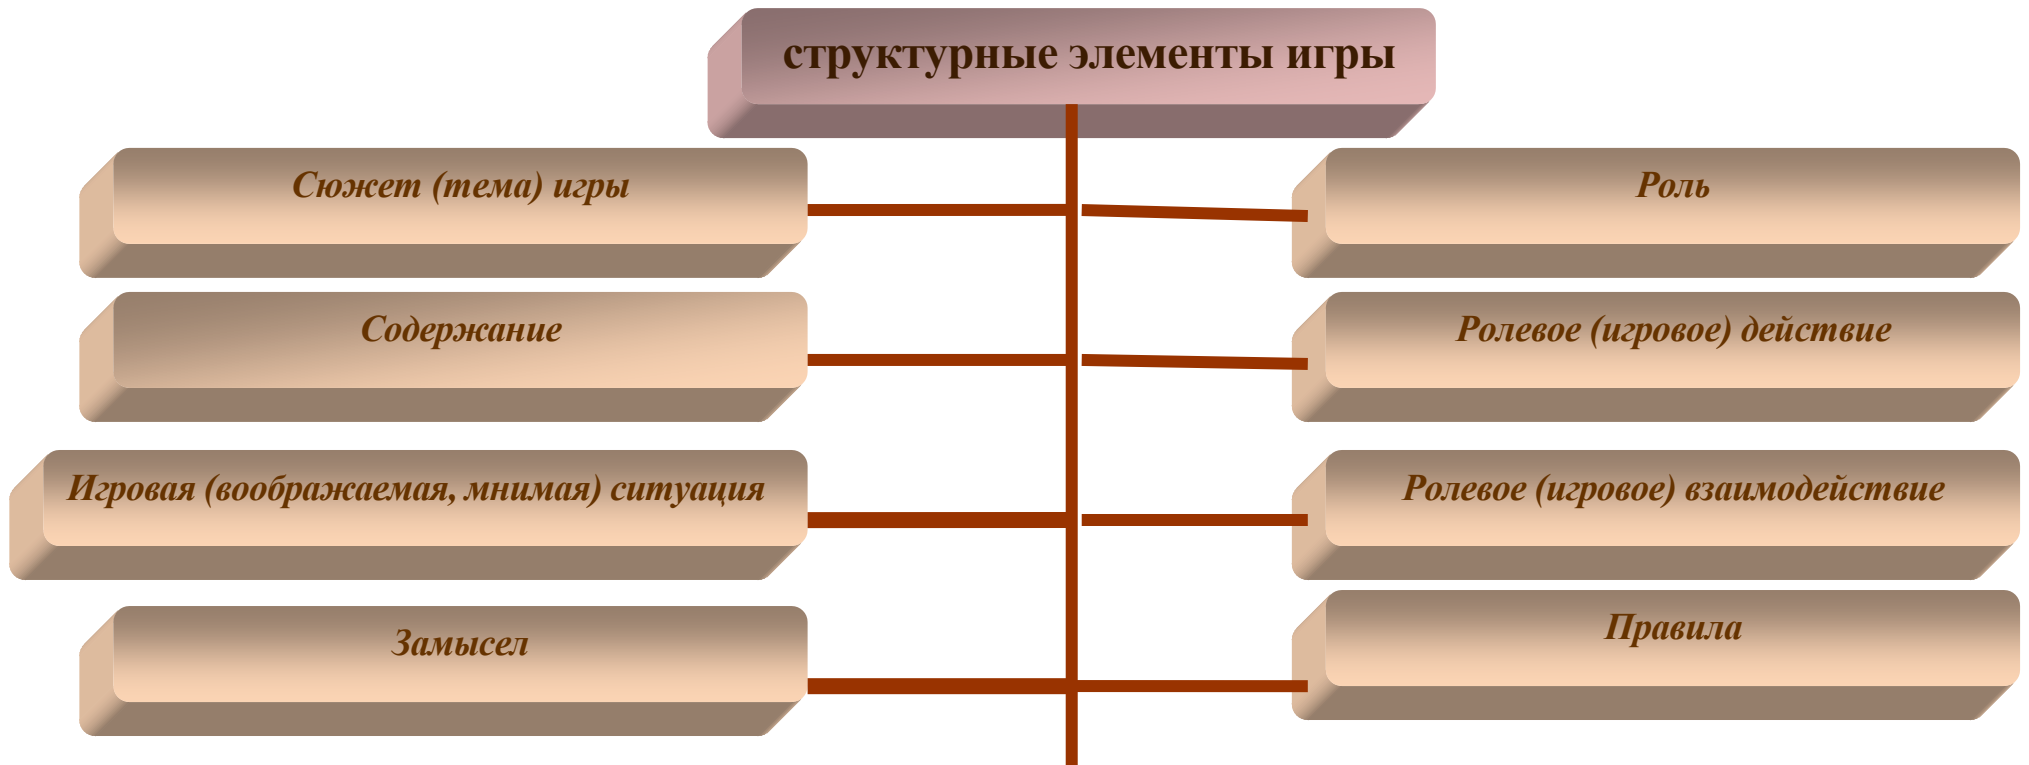 структурные элементы игры
Сюжет (тема) игры
Роль
Содержание
Ролевое (игровое) действие
Игровая (воображаемая, мнимая) ситуация
Ролевое (игровое) взаимодействие
Замысел
Правила